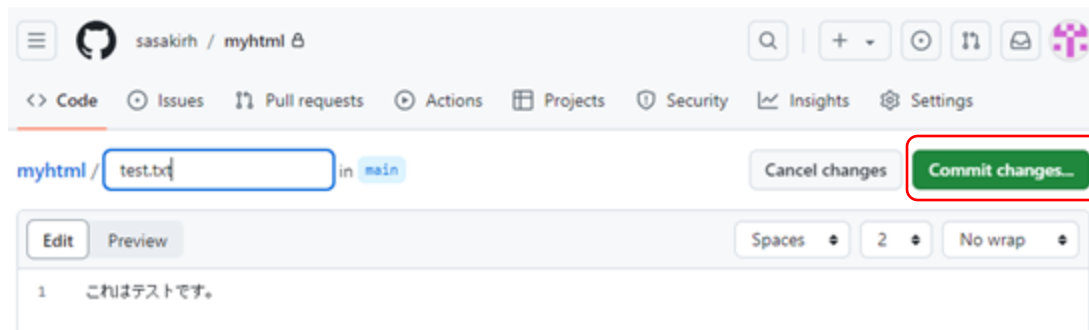 sasakirh / myhtml
Code Issues Pull requests Actions Projects Security Insights Settings
myhtml / test.txt in main Cancel changes Commit changes...
Edit Preview Spaces 2 No wrap
1 これはテストです。